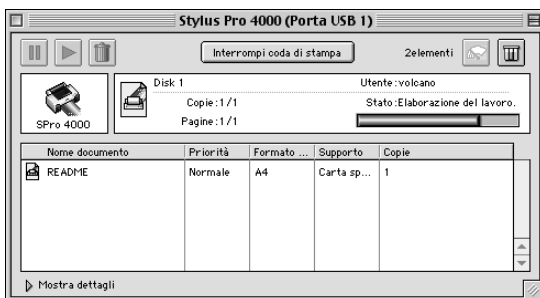 Stylus Pro 4000 (Porta USB 1)
Interrompi coda di stampa
2elementi
SPro 4000
Disk 1
Utente:volcano
Copie:1/1
Stato:Elaborazione del lavoro.
Pagine:1/1
Nome documento Priorità Formato ... Supporto Copie
README Normale A4 Carta sp... 1
Mostra dettagli